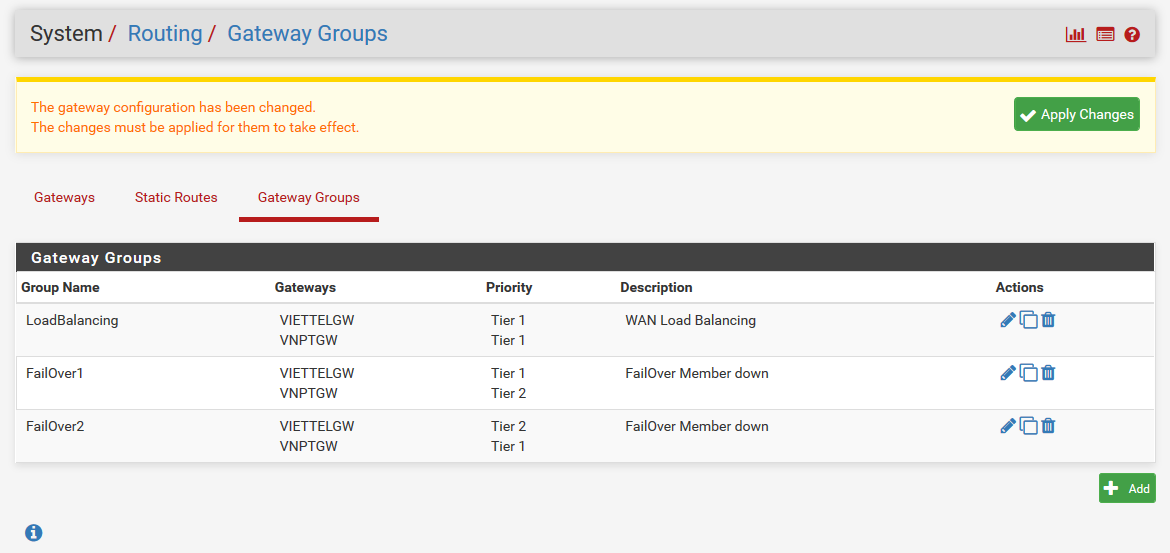 System / Routing / Gateway Groups
The gateway configuration has been changed.
The changes must be applied for them to take effect.
Apply Changes
Gateways Static Routes Gateway Groups
Gateway Groups
Group Name Gateways Priority Description Actions
LoadBalancing VIETTELGW Tier 1 WAN Load Balancing
VNPTGW Tier 1
FailOver1 VIETTELGW Tier 1 FailOver Member down
VNPTGW Tier 2
FailOver2 VIETTELGW Tier 2 FailOver Member down
VNPTGW Tier 1
Add